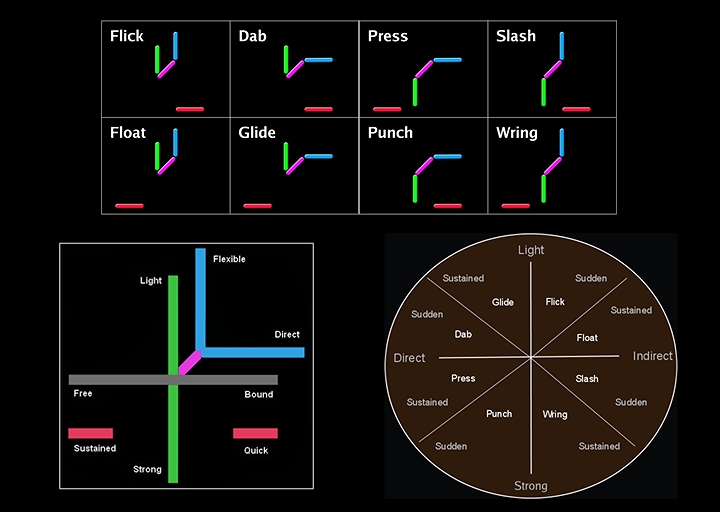 Flick
Dab
Press
Slash
Float
Glide
Punch
Wring
Flexible
Light
Direct
Free
Bound
Sustained
Quick
Strong
Light
Sustained
Sudden
Glide
Flick
Sudden
Sustained
Dab
Float
Direct
Indirect
Press
Slash
Sustained
Sudden
Punch
Wring
Sudden
Sustained
Strong